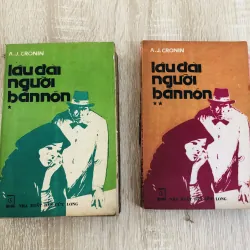 A.J.CRONIN
lâu đài
người
bán nón
*
A.J.CRONIN
lâu đài
người
bán nón
**